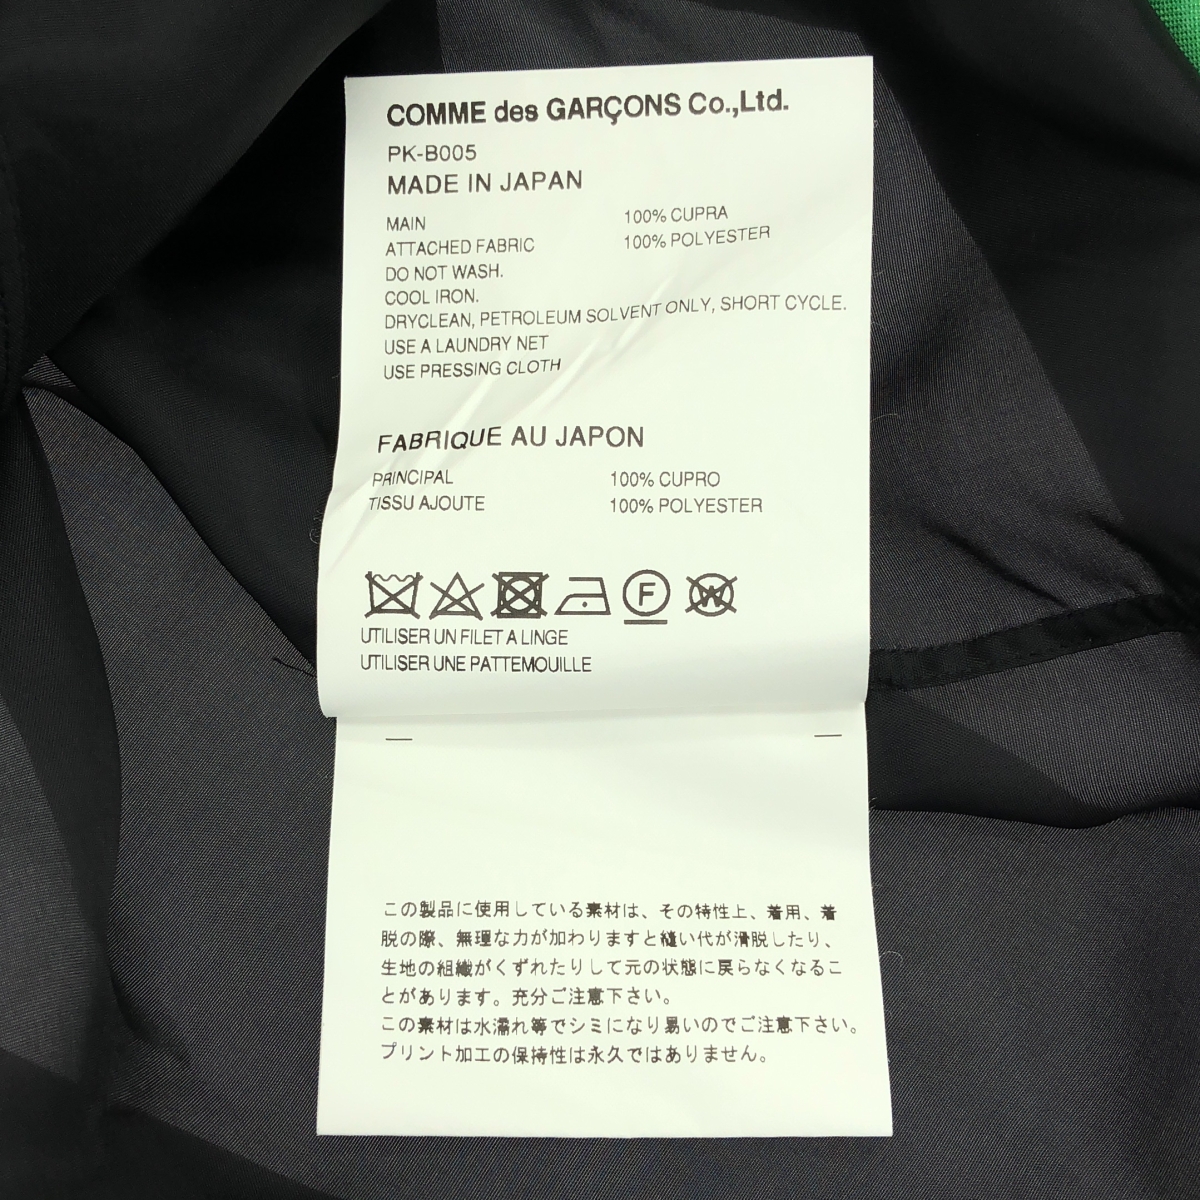 COMME des GARÇONS Co.,Ltd.
PK-B005
MADE IN JAPAN
MAIN 100% CUPRA
ATTACHED FABRIC 100% POLYESTER
DO NOT WASH.
COOL IRON.
DRYCLEAN, PETROLEUM SOLVENT ONLY, SHORT CYCLE.
USE A LAUNDRY NET
USE PRESSING CLOTH
FABRIQUE AU JAPON
PRINCIPAL 100% CUPRO
TISSU AJOUTE 100% POLYESTER
F W
UTILISER UN FILET A LINGE
UTILISER UNE PATTEMOUILLE
この製品に使用している素材は、その特性上、着用、着
脱の際、無理な力が加わりますと縫い代が滑脱したり、
生地の組織がくずれたりして元の状態に戻らなくなるこ
とがあります。充分ご注意下さい。
この素材は水濡れ等でシミになり易いのでご注意下さい。
プリント加工の保持性は永久ではありません。